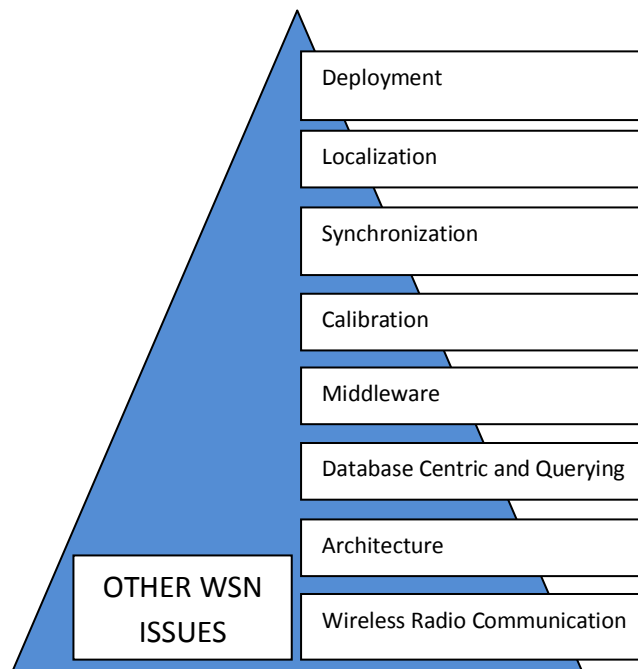 Deployment
Localization
Synchronization
Calibration
Middleware
Database Centric and Querying
Architecture
OTHER WSN
ISSUES
Wireless Radio Communication